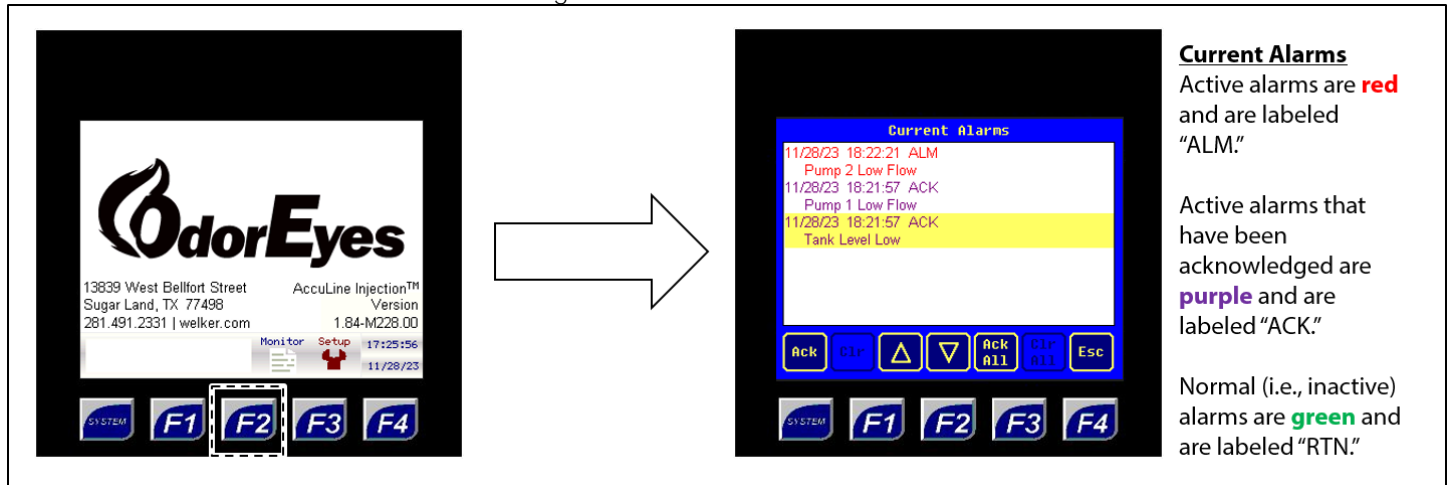 OdorEyes
13839 West Bellfort Street
Sugar Land, TX 77498
281.491.2331 | welker.com
AccuLine Injection™
Version
1.84-M228.00
Monitor
Setup
17:25:56
11/28/23
SYSTEM
F1
F2
F3
F4
Current Alarms
11/28/23 18:22:21 ALM
Pump 2 Low Flow
11/28/23 18:21:57 ACK
Pump 1 Low Flow
11/28/23 18:21:57 ACK
Tank Level Low
Ack
Clr
Ack
All
Clr
All
Esc
SYSTEM
F1
F2
F3
F4
Current Alarms
Active alarms are red
and are labeled
“ALM.”
Active alarms that
have been
acknowledged are
purple and are
labeled “ACK.”
Normal (i.e., inactive)
alarms are green and
are labeled “RTN.”